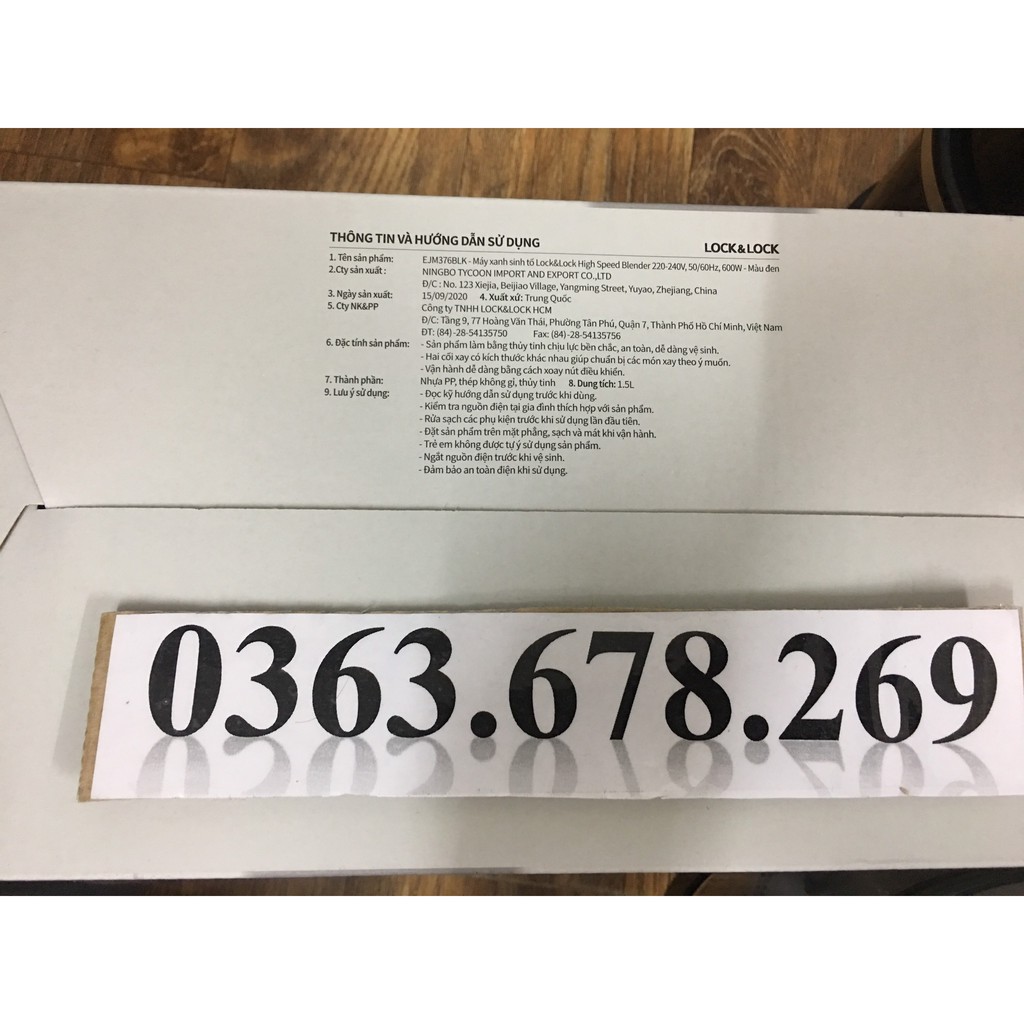 THÔNG TIN VÀ HƯỚNG DẪN SỬ DỤNG
LOCK&LOCK
1. Tên sản phẩm: EJM376BLK - Máy xanh sinh tố Lock&Lock High Speed Blender 220-240V, 50/60Hz, 600W - Màu đen
2.Cty sản xuất : NINGBO TYCOON IMPORT AND EXPORT CO.,LTD
Đ/C : No. 123 Xiejia, Beijiao Village, Yangming Street, Yuyao, Zhejiang, China
3. Ngày sản xuất: 15/09/2020 4. Xuất xứ: Trung Quốc
5. Cty NK&PP Công ty TNHH LOCK&LOCK HCM
Đ/C: Tầng 9, 77 Hoàng Văn Thái, Phường Tân Phú, Quận 7, Thành Phố Hồ Chí Minh, Việt Nam
ĐT: (84)-28-54135750 Fax: (84)-28-54135756
6. Đặc tính sản phẩm: - Sản phẩm làm bằng thủy tinh chịu lực bền chắc, an toàn, dễ dàng vệ sinh.
- Hai cối xay có kích thước khác nhau giúp chuẩn bị các món xay theo ý muốn.
- Vận hành dễ dàng bằng cách xoay nút điều khiển.
7. Thành phần: Nhựa PP, thép không gỉ, thủy tinh 8. Dung tích: 1.5L
9. Lưu ý sử dụng: - Đọc kỹ hướng dẫn sử dụng trước khi dùng.
- Kiểm tra nguồn điện tại gia đình thích hợp với sản phẩm.
- Rửa sạch các phụ kiện trước khi sử dụng lần đầu tiên.
- Đặt sản phẩm trên mặt phẳng, sạch và mát khi vận hành.
- Trẻ em không được tự ý sử dụng sản phẩm.
- Ngắt nguồn điện trước khi vệ sinh.
- Đảm bảo an toàn điện khi sử dụng.
0363.678.269